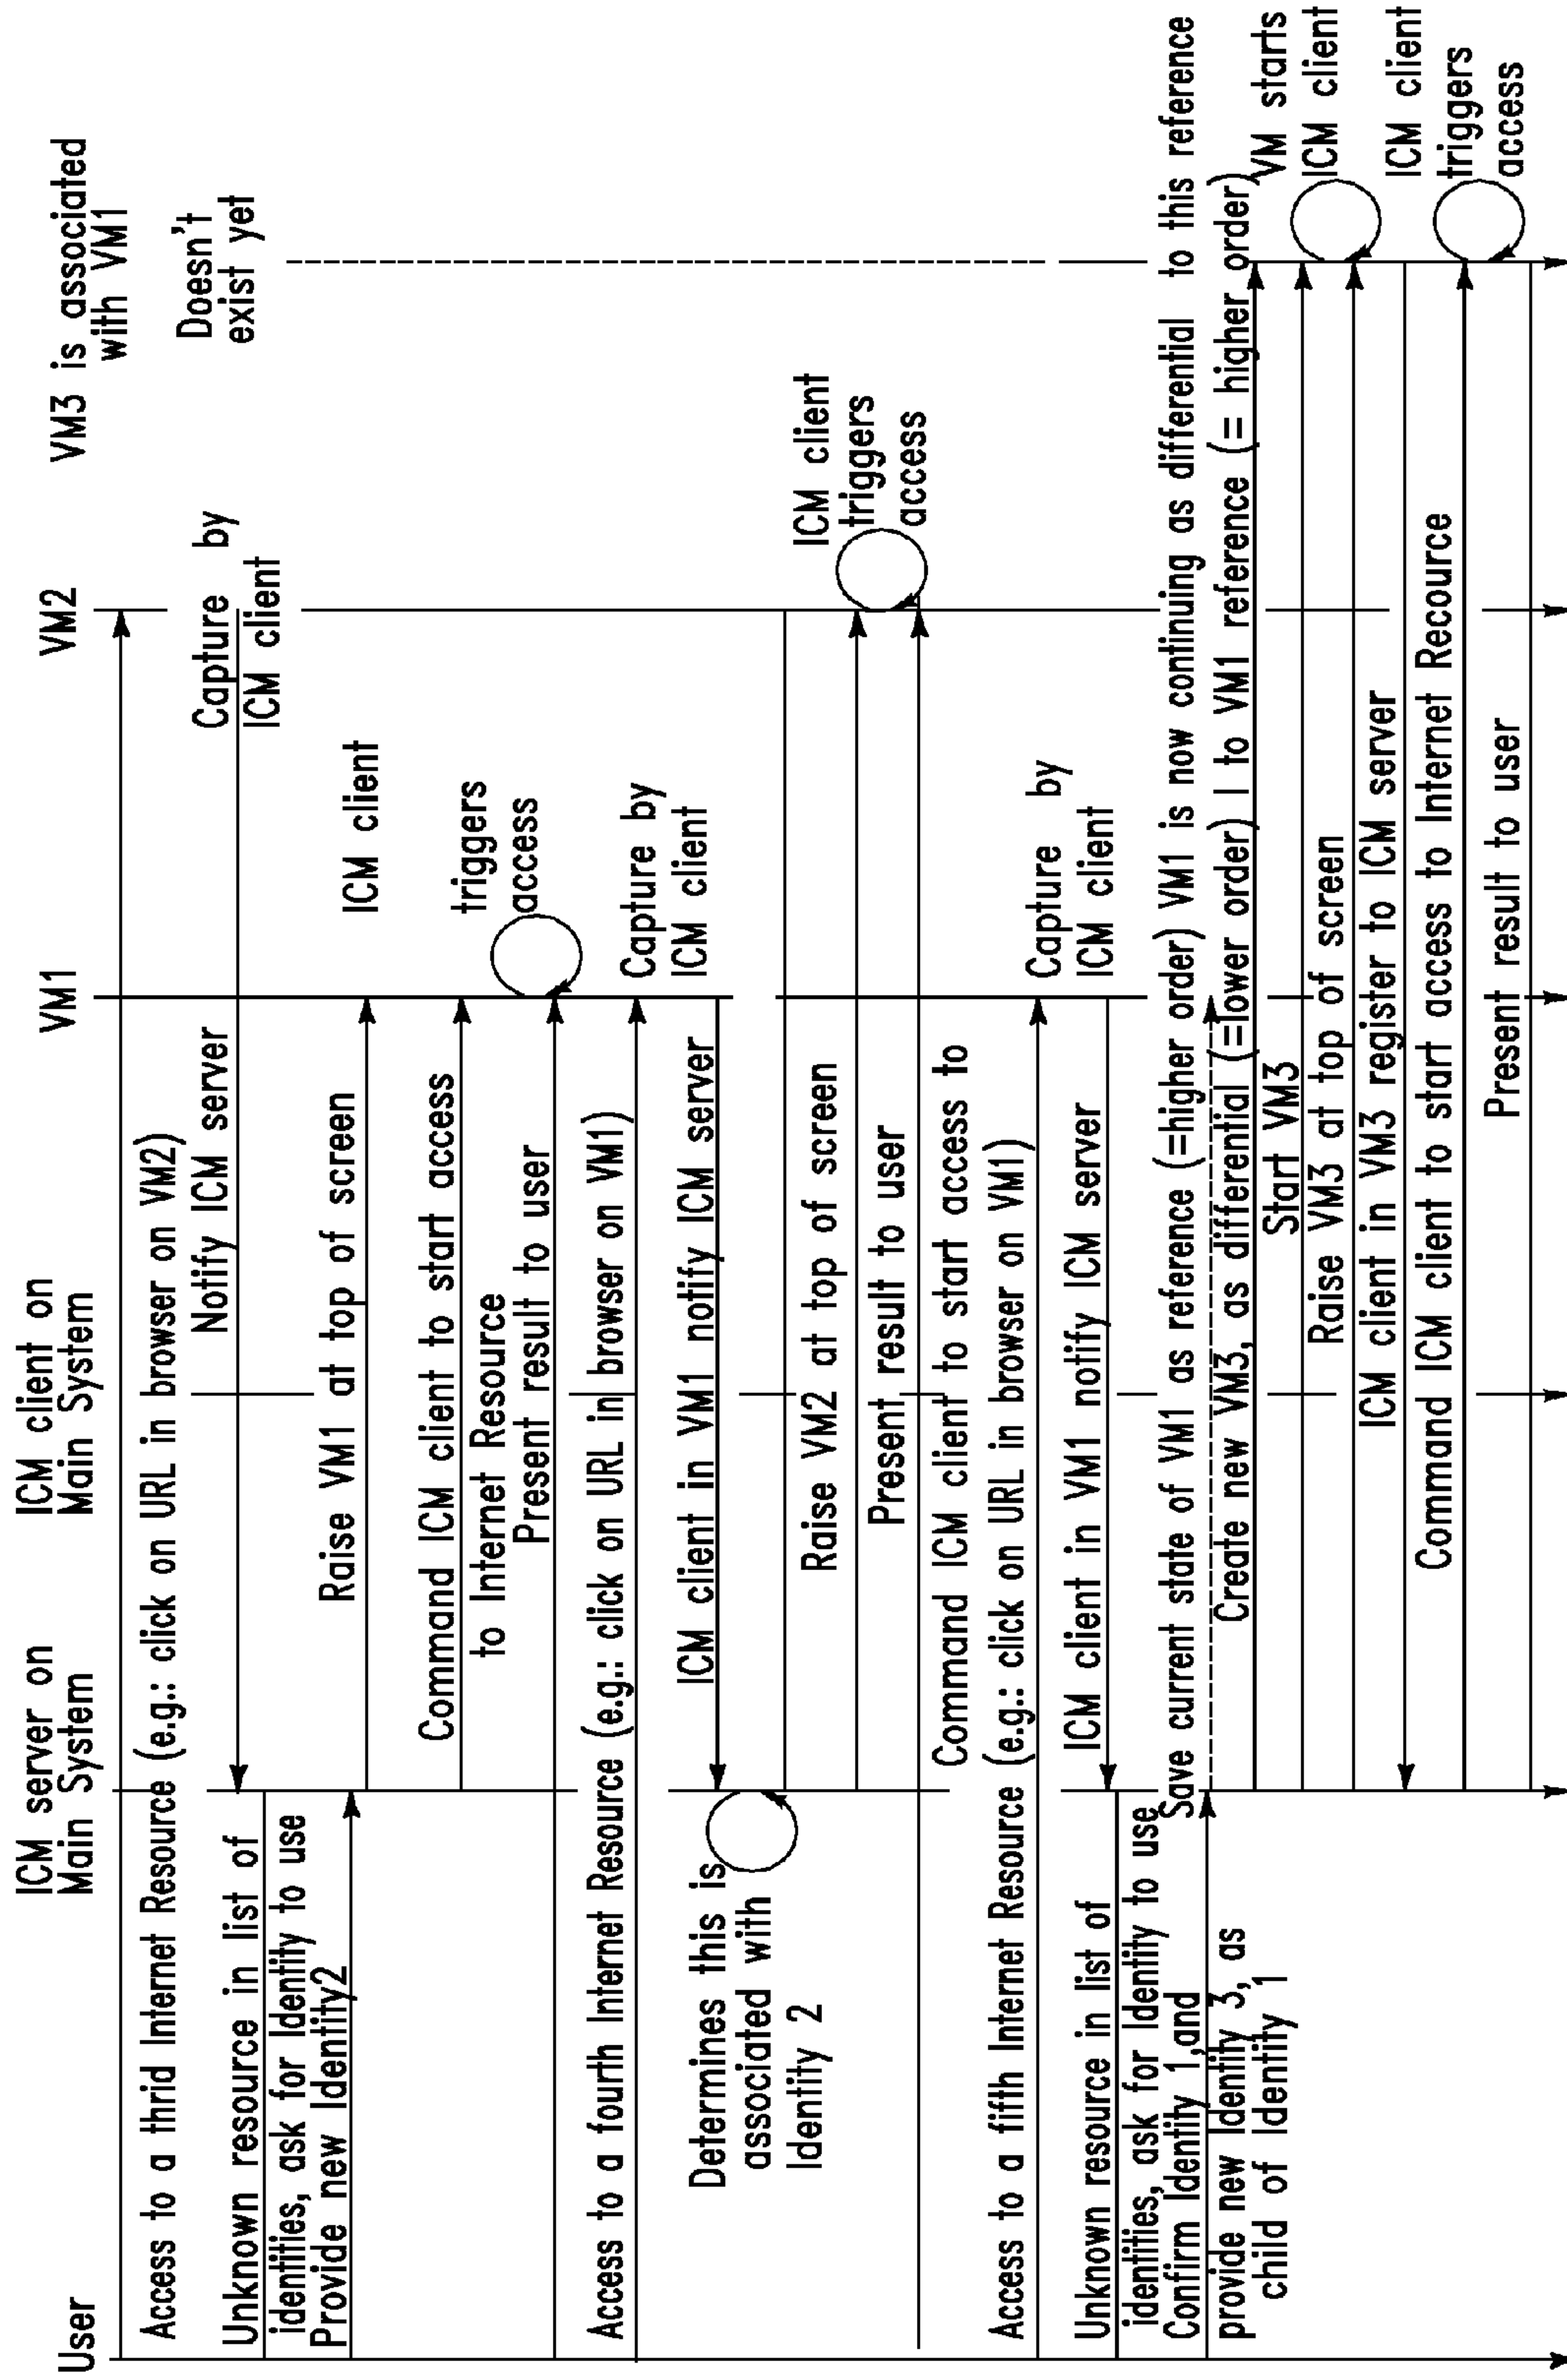 User
ICM server on
Main System
ICM client on
Main System
VM1
VM2
VM3 is associated
with VM1
Doesn't
exist yet
Access to a thrid Internet Resource (e.g.: click on URL in browser on VM2)
Capture by
ICM client
Notify ICM server
Unknown resource in list of
identities, ask for Identity to use
Provide new Identity2
Raise VM1 at top of screen
ICM client
Command ICM client to start access
to Internet Resource
triggers
access
Present result to user
Access to a fourth Internet Resource (e.g.: click on URL in browser on VM1)
Capture by
ICM client
ICM client in VM1 notify ICM server
Determines this is
associated with
Identity 2
Raise VM2 at top of screen
ICM client
triggers
access
Present result to user
Command ICM client to start access to
Access to a fifth Internet Resource (e.g.: click on URL in browser on VM1)
Capture by
ICM client
ICM client in VM1 notify ICM server
Unknown resource in list of
identities, ask for Identity to use
Confirm Identity 1,and
provide new Identity 3, as
child of Identity 1
Save current state of VM1 as reference (=higher order) VM1 is now continuing as differential to this reference
Create new VM3, as differential (=lower order) I to VM1 reference (= higher order)
Start VM3
VM starts
Raise VM3 at top of screen
ICM client
ICM client in VM3 register to ICM server
Command ICM client to start access to Internet Recource
ICM client
triggers
access
Present result to user